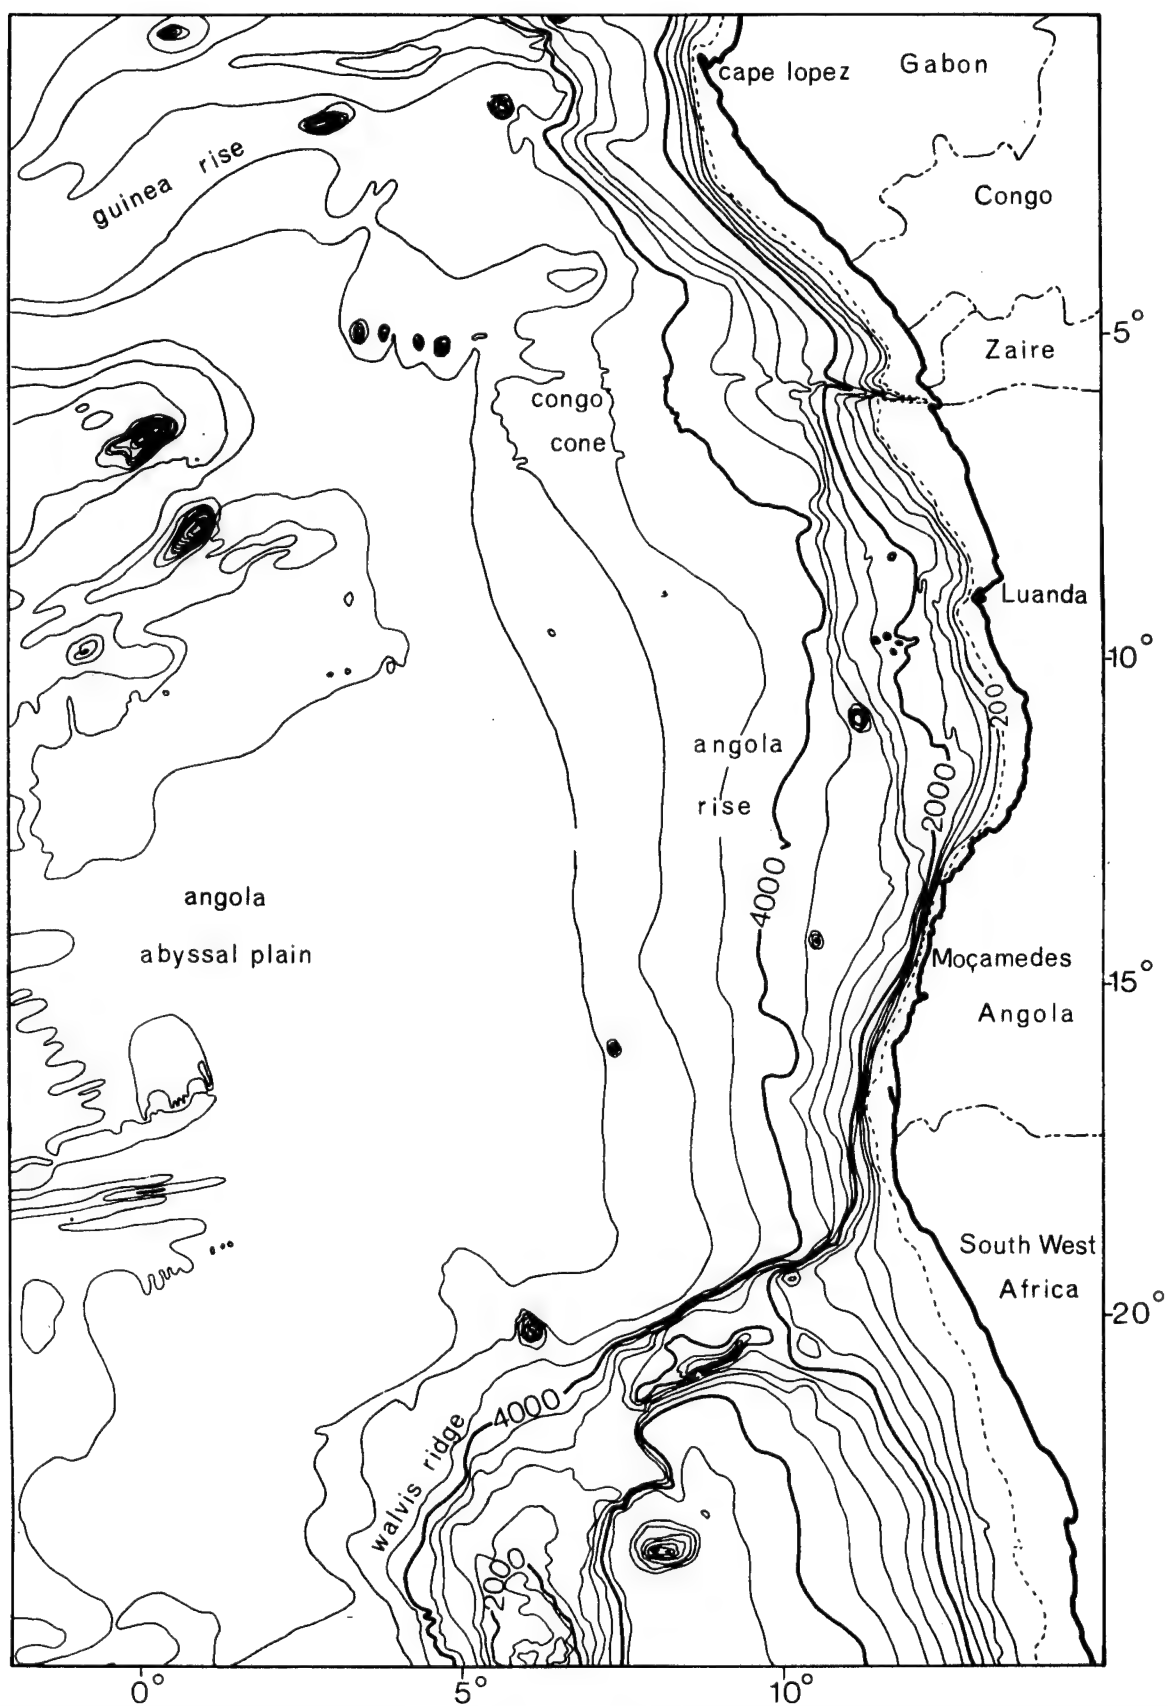 cape lopez
Gabon
guinea rise
Congo
5°
Zaire
congo
cone
Luanda
10°
200
angola
rise
2000
4000
angola
abyssal plain
Moçamedes
15°
Angola
South West
Africa
20°
4000
walvis ridge
200
0°
5°
10°